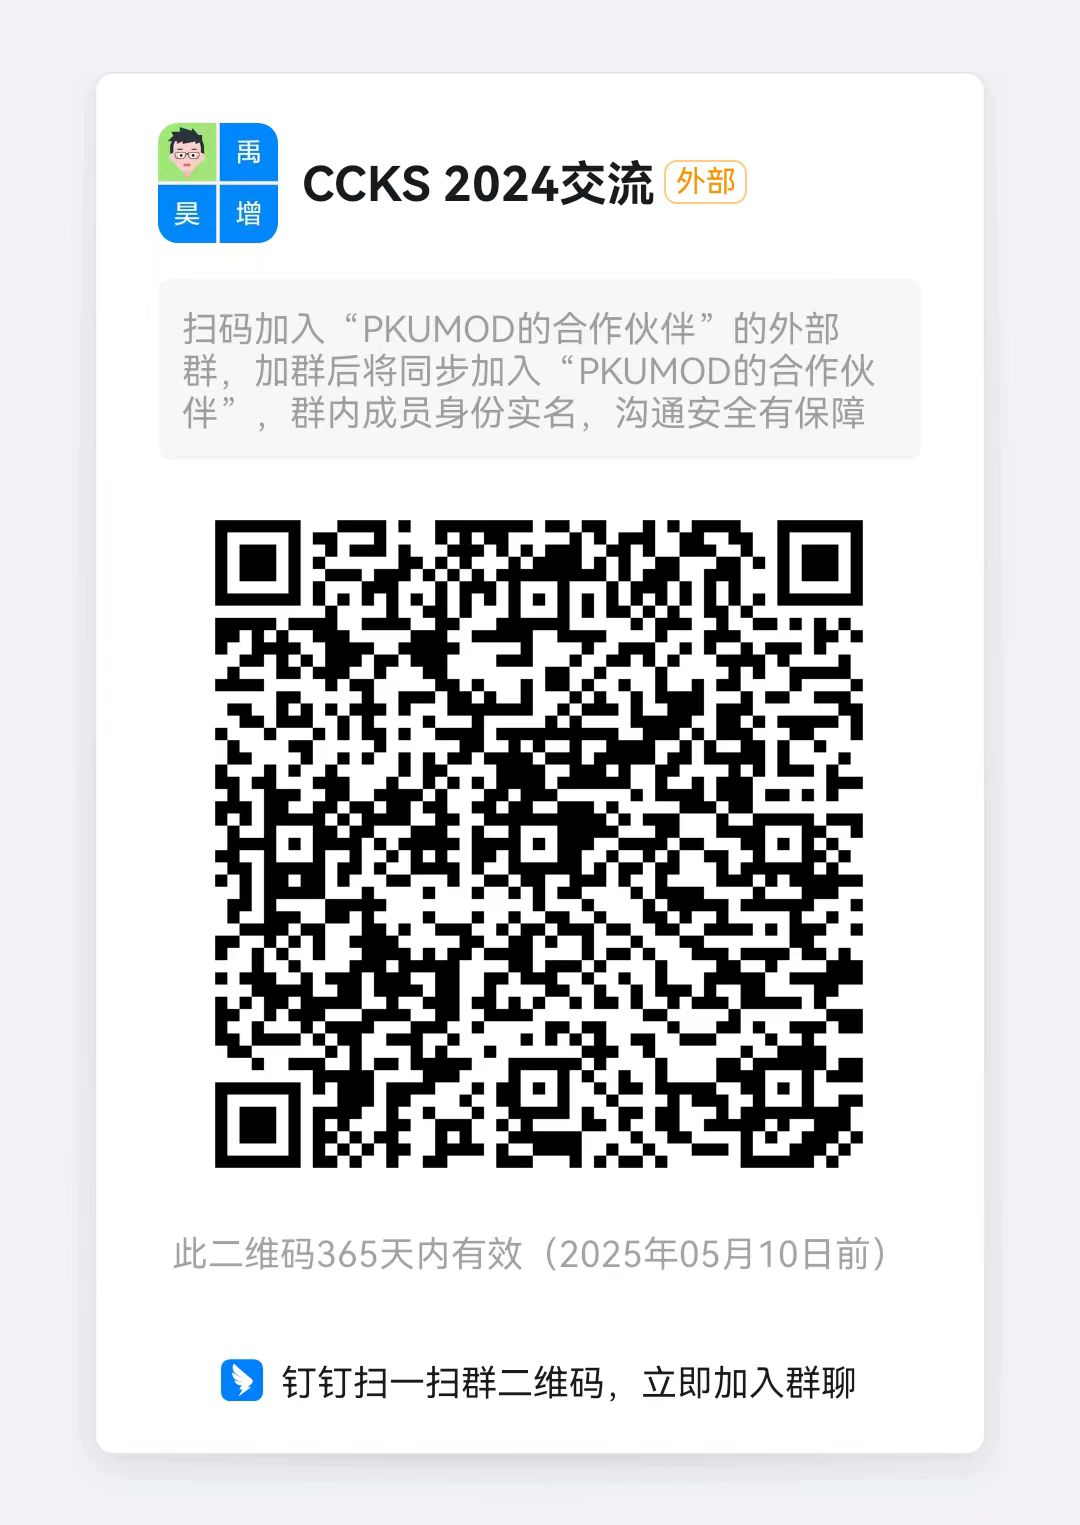 禹
昊 增
CCKS 2024交流 外部
扫码加入“PKUMOD的合作伙伴”的外部
群，加群后将同步加入“PKUMOD的合作伙
伴”，群内成员身份实名，沟通安全有保障
此二维码365天内有效（2025年05月10日前）
钉钉扫一扫群二维码，立即加入群聊